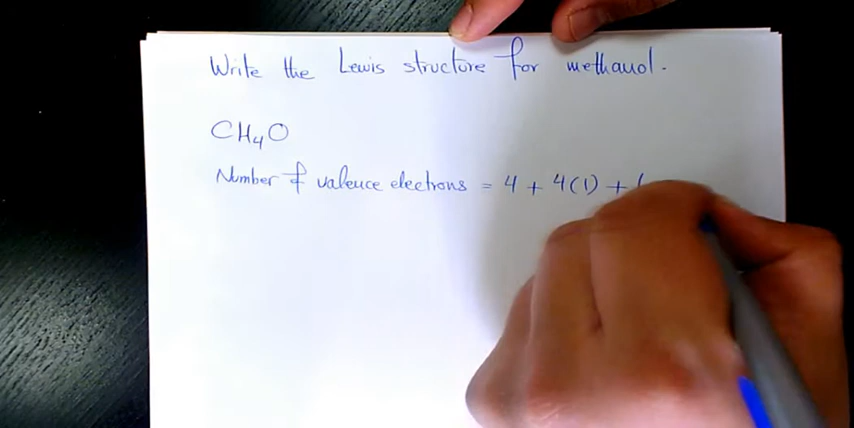 Write the Lewis structure for methanol.
CH₄O
Number of valence electrons = 4 + 4(1) +